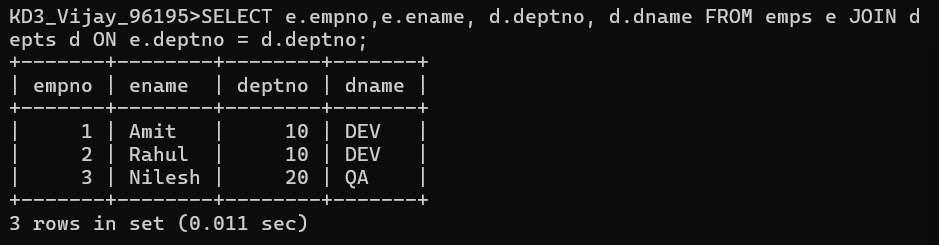 KD3_Vijay_96195>SELECT e.empno,e.ename, d.deptno, d.dname FROM emps e JOIN d
epts d ON e.deptno = d.deptno;
+-------+--------+--------+-------+
| empno | ename  | deptno | dname |
+-------+--------+--------+-------+
|     1 | Amit   |     10 | DEV   |
|     2 | Rahul  |     10 | DEV   |
|     3 | Nilesh |     20 | QA    |
+-------+--------+--------+-------+
3 rows in set (0.011 sec)